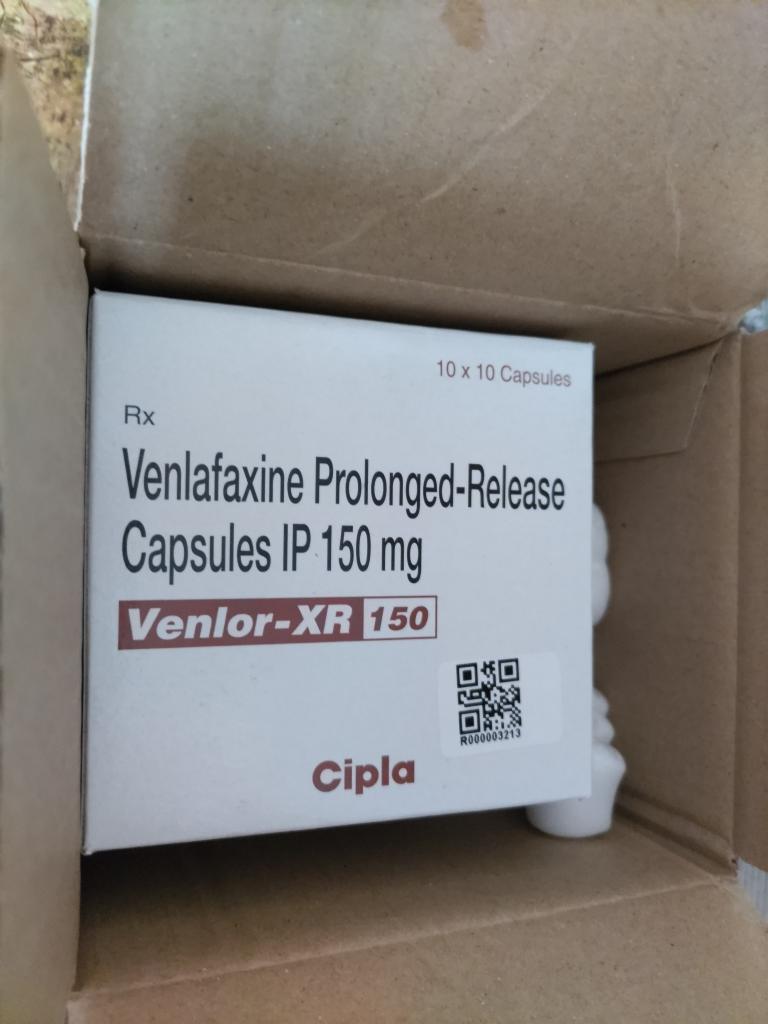 10 x 10 Capsules
Rx
Venlafaxine Prolonged-Release
Capsules IP 150 mg
Venlor-XR 150
R000003213
Cipla